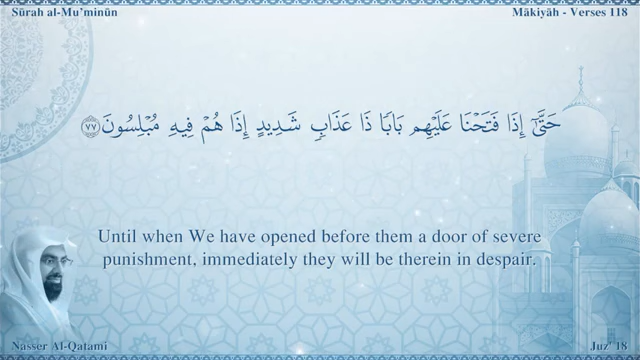 Sūrah al-Mu'minūn
Mākiyāh - Verses 118
حَتَّىٰٓ إِذَا فَتَحْنَا عَلَيْهِم بَابًا ذَا عَذَابٍ شَدِيدٍ إِذَا هُمْ فِيهِ مُبْلِسُونَ ٧٧
Until when We have opened before them a door of severe
punishment, immediately they will be therein in despair.
Nasser Al-Qatami
Juz' 18